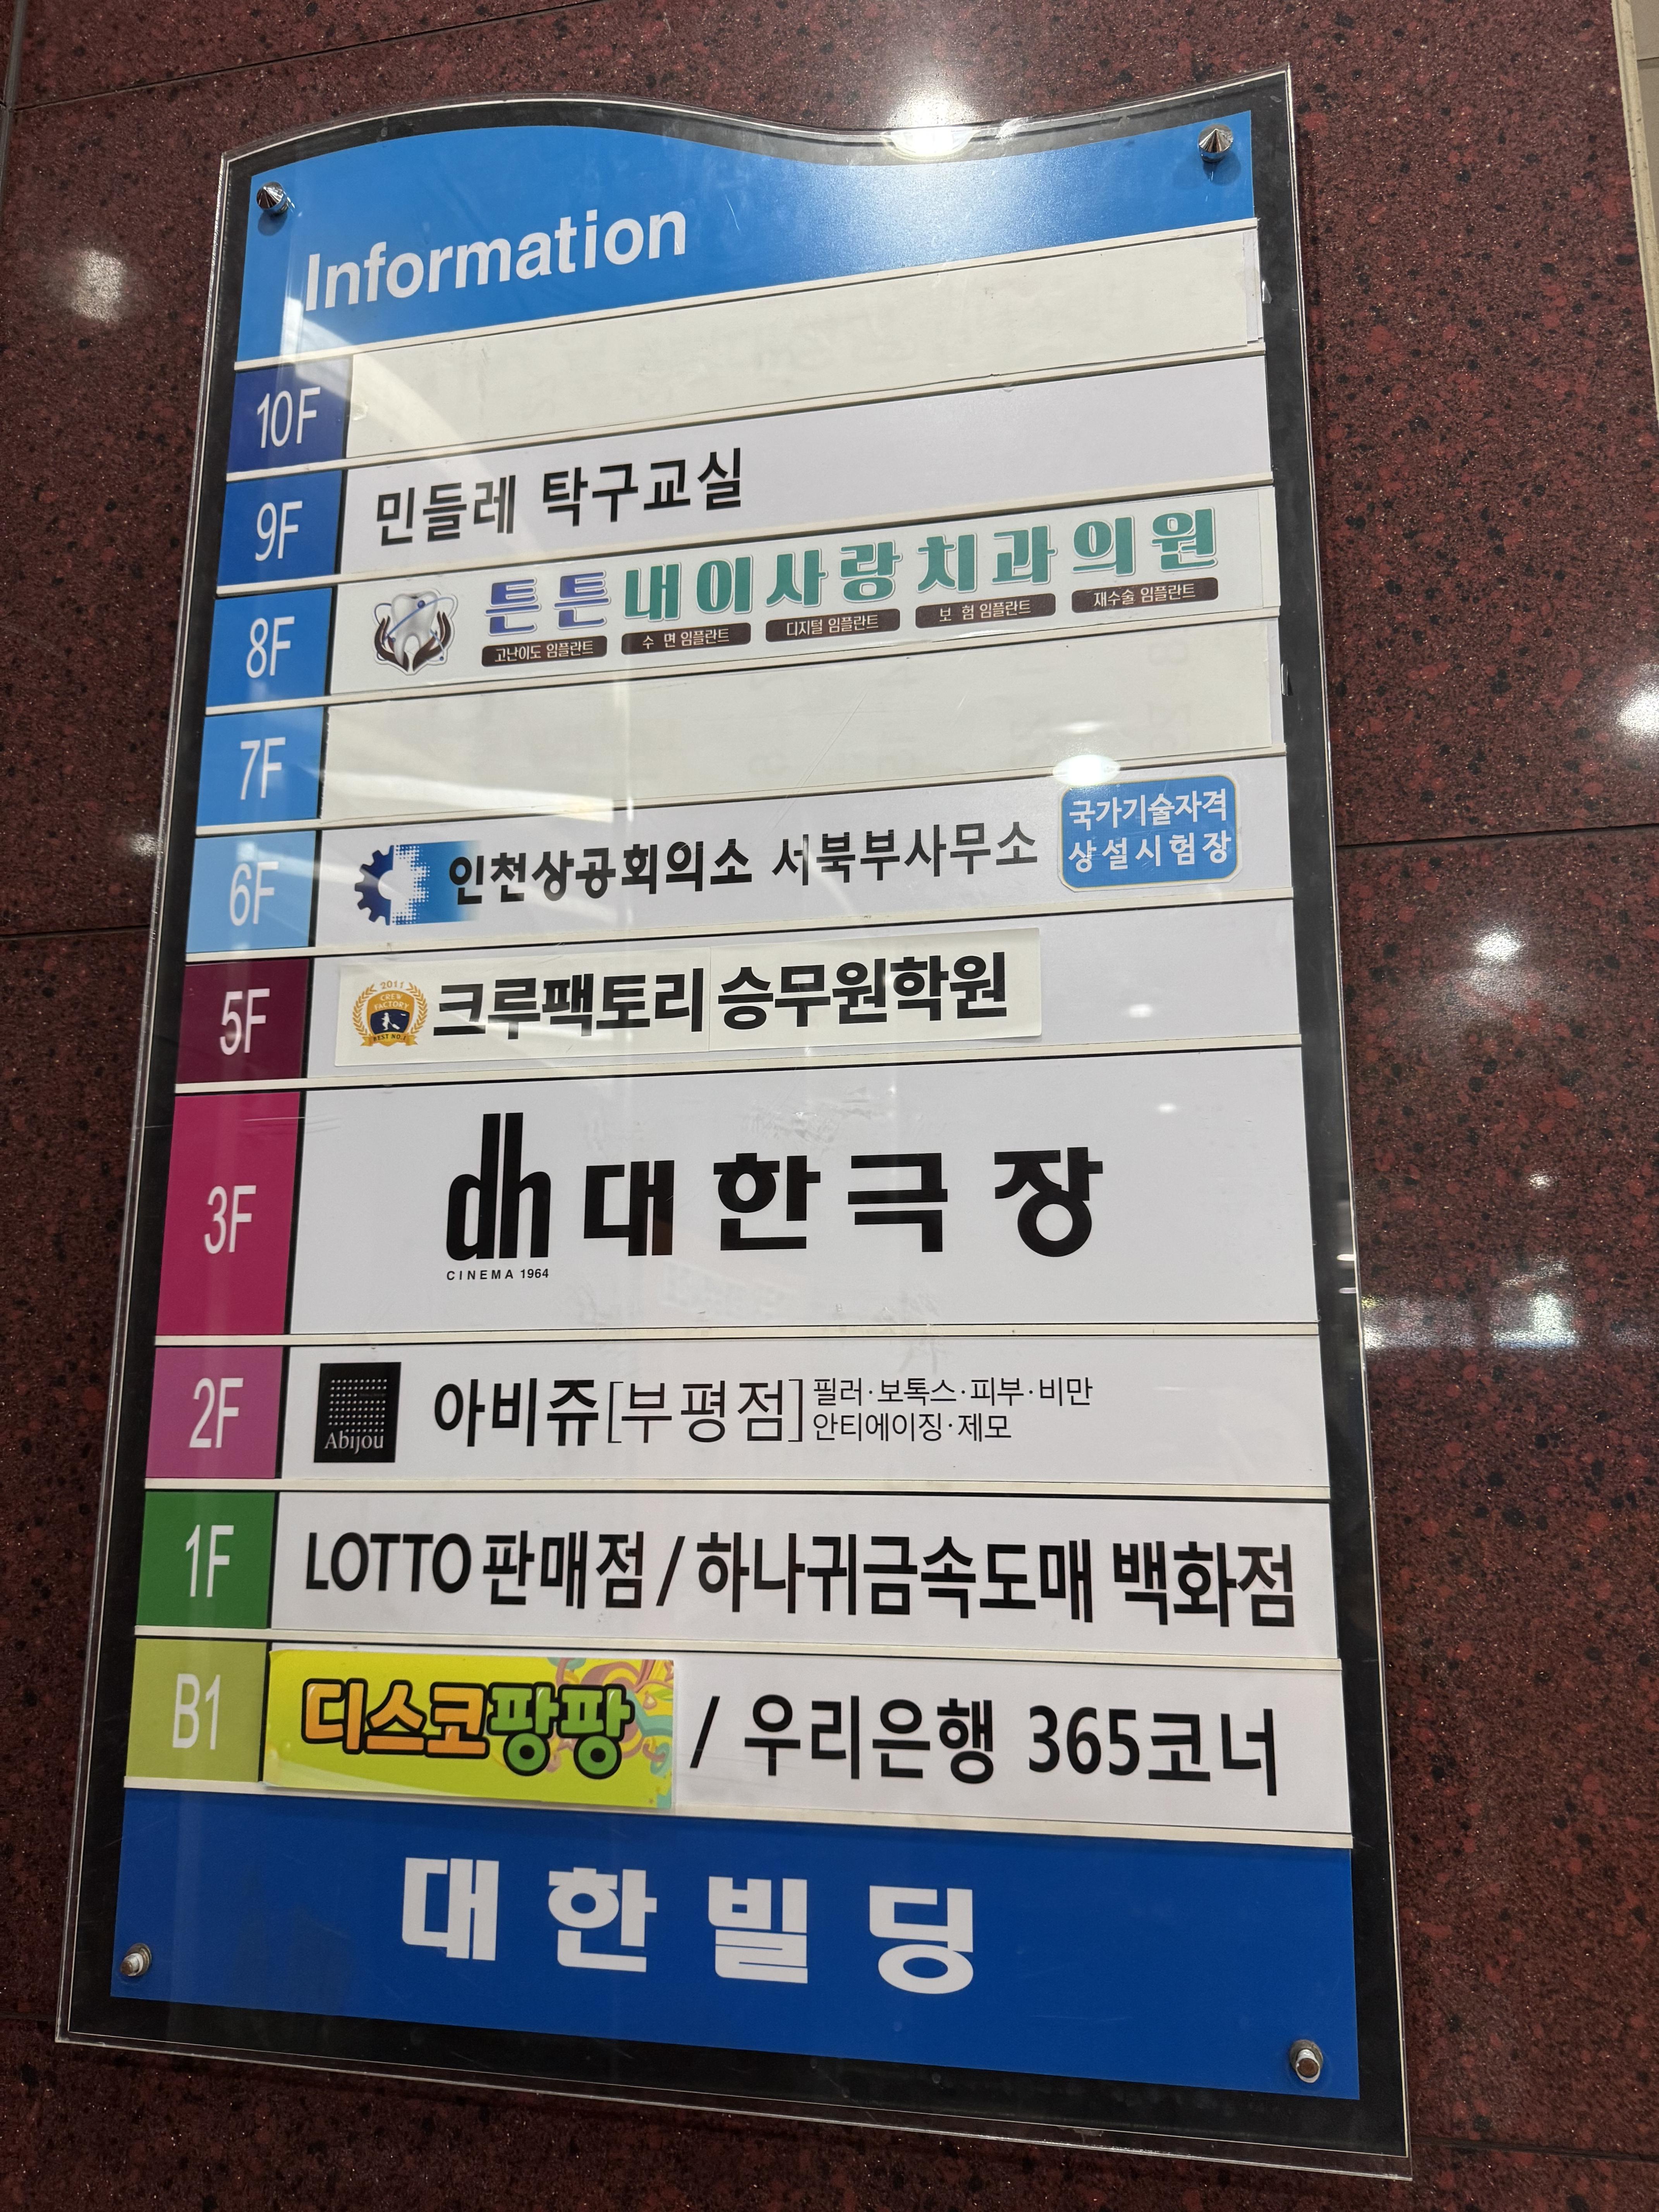 Information
10F
9F 민들레 탁구교실
8F 튼튼내이사랑치과의원
고난이도 임플란트 수 면 임플란트 디지털 임플란트 보 험 임플란트 재수술 임플란트
7F
6F 인천상공회의소 서북부사무소 국가기술자격
상설시험장
5F 2011 CREW FACTORY BEST NO.1 크루팩토리 승무원학원
3F dh 대한극장
CINEMA 1964
2F Abijou 아비쥬[부평점] 필러·보톡스·피부·비만
안티에이징·제모
1F LOTTO 판매점 / 하나귀금속도매 백화점
B1 디스코팡팡 / 우리은행 365코너
대한빌딩